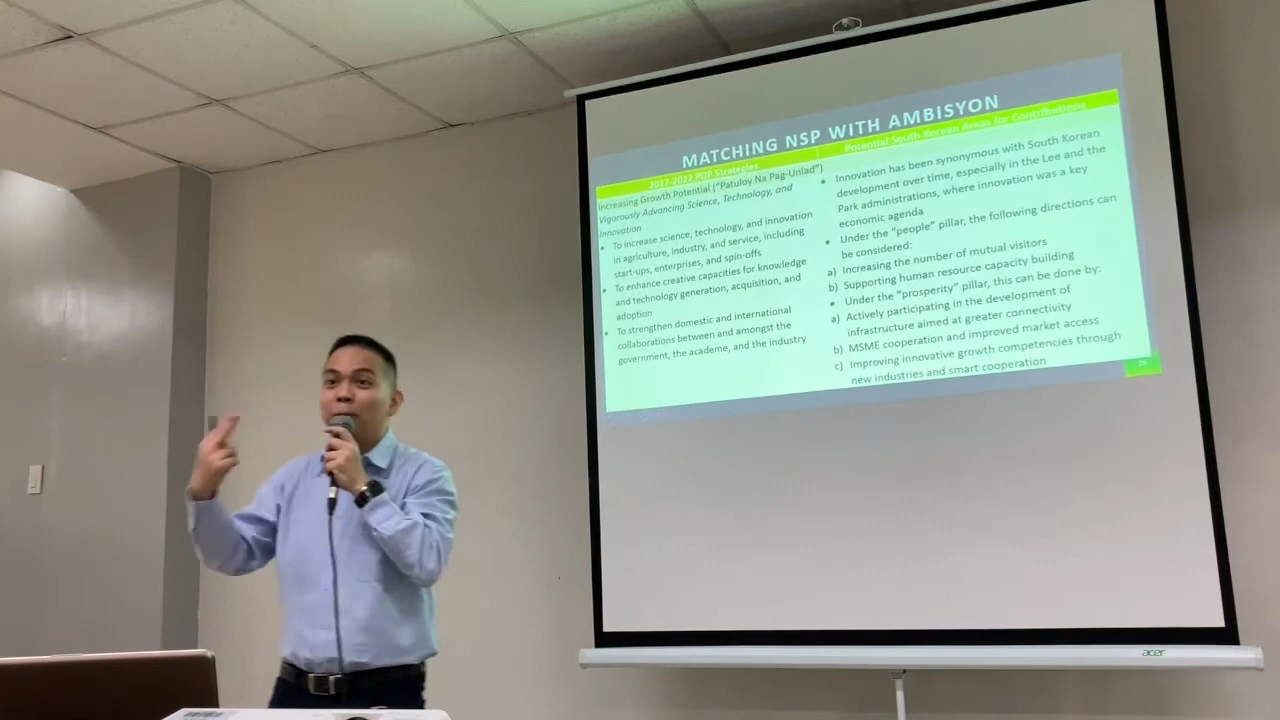 MATCHING NSP WITH AMBISYON
2017-2022 PDP Strategies
Increasing Growth Potential ("Patuloy Na Pag-Unlad")
Vigorously Advancing Science, Technology, and
Innovation
• To increase science, technology, and innovation
in agriculture, industry, and service, including
start-ups, enterprises, and spin-offs
• To enhance creative capacities for knowledge
and technology generation, acquisition, and
adoption
• To strengthen domestic and international
collaborations between and amongst the
government, the academe, and the industry
Potential South Korean Areas for Contributions
• Innovation has been synonymous with South Korean
development over time, especially in the Lee and the
Park administrations, where innovation was a key
economic agenda
• Under the "people" pillar, the following directions can
be considered:
a) Increasing the number of mutual visitors
b) Supporting human resource capacity building
• Under the "prosperity" pillar, this can be done by:
a) Actively participating in the development of
infrastructure aimed at greater connectivity
b) MSME cooperation and improved market access
c) Improving innovative growth competencies through
new industries and smart cooperation
25
acer